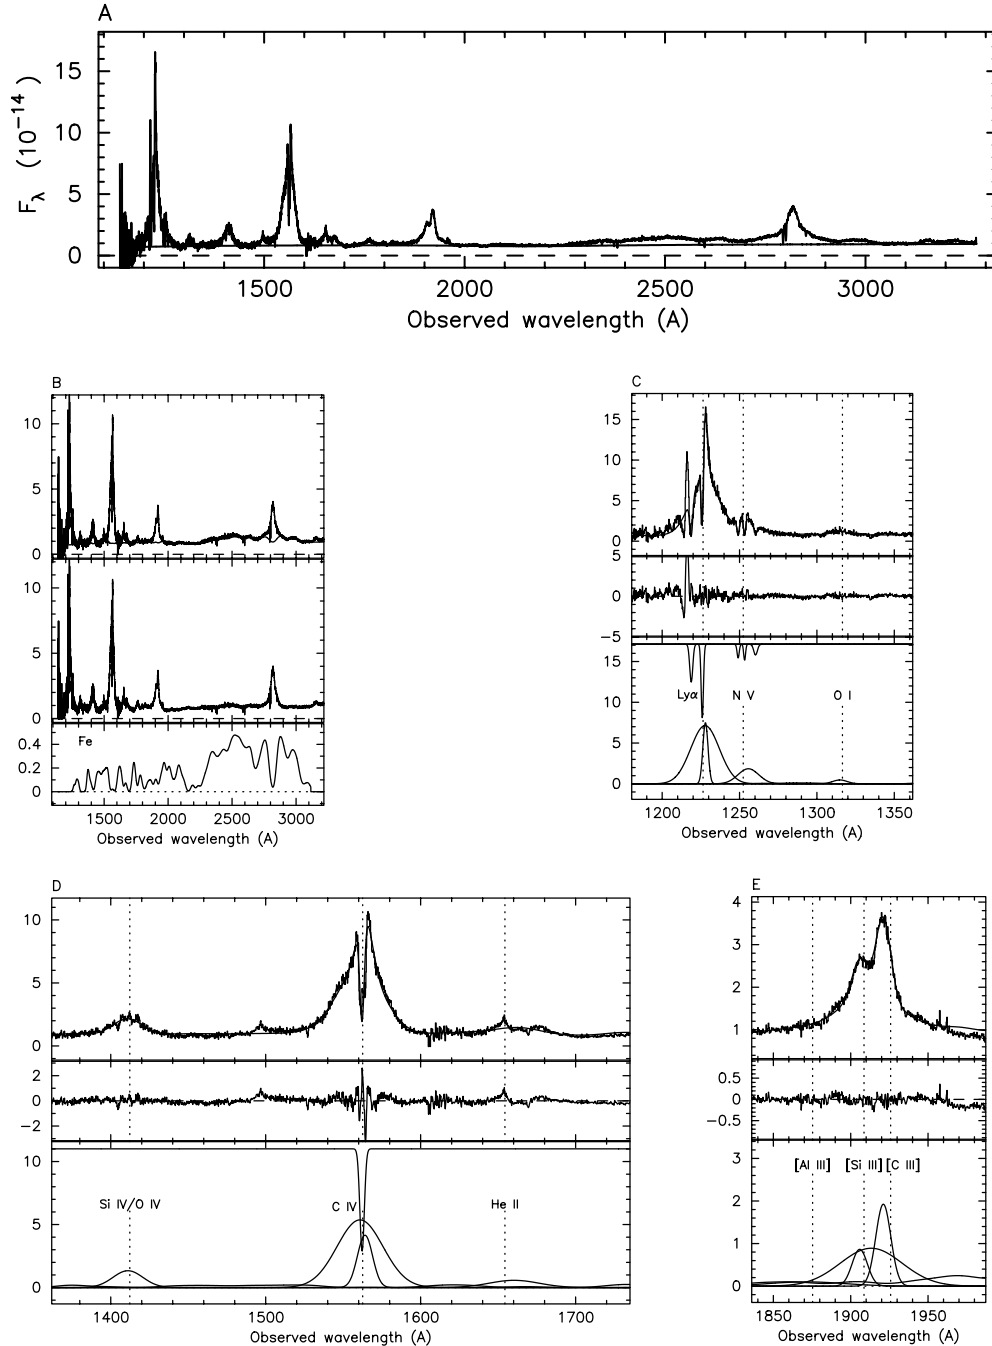 A
F_λ (10^−14)
15
10
5
0
1500 2000 2500 3000
Observed wavelength (A)
B
10
5
0
10
5
0
1500 2000 2500 3000
Fe
0.4
0.2
0
1500 2000 2500 3000
Observed wavelength (A)
C
15
10
5
0
5
0
−5
15
10
5
0
Lyα N V O I
1200 1250 1300 1350
Observed wavelength (A)
D
10
5
0
2
0
−2
10
5
0
Si IV/O IV C IV He II
1400 1500 1600 1700
Observed wavelength (A)
E
4
3
2
1
0.5
0
−0.5
3
2
1
0
[Al III] [Si III] [C III]
1850 1900 1950
Observed wavelength (A)